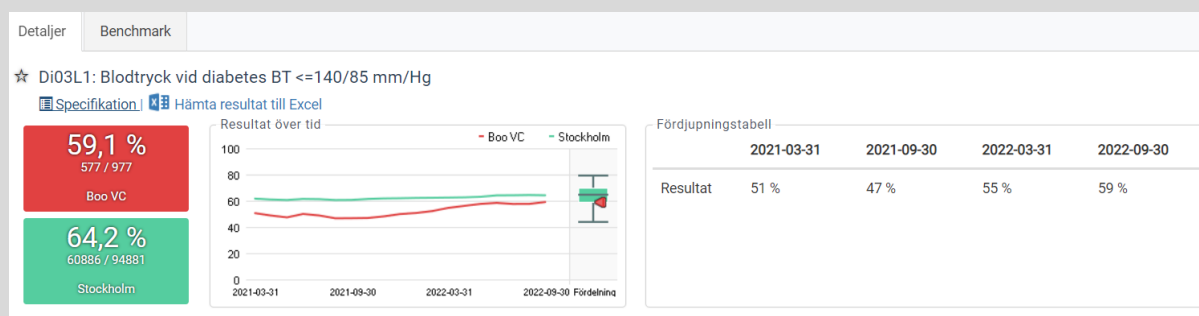 Detaljer Benchmark
☆ Di03L1: Blodtryck vid diabetes BT <=140/85 mm/Hg
Specifikation | Hämta resultat till Excel
59,1 %
577 / 977
Boo VC
64,2 %
60886 / 94881
Stockholm
Resultat över tid
Boo VC Stockholm
100
80
60
40
20
0
2021-03-31 2021-09-30 2022-03-31 2022-09-30 Fördelning
Fördjupningstabell
2021-03-31 2021-09-30 2022-03-31 2022-09-30
Resultat 51 % 47 % 55 % 59 %